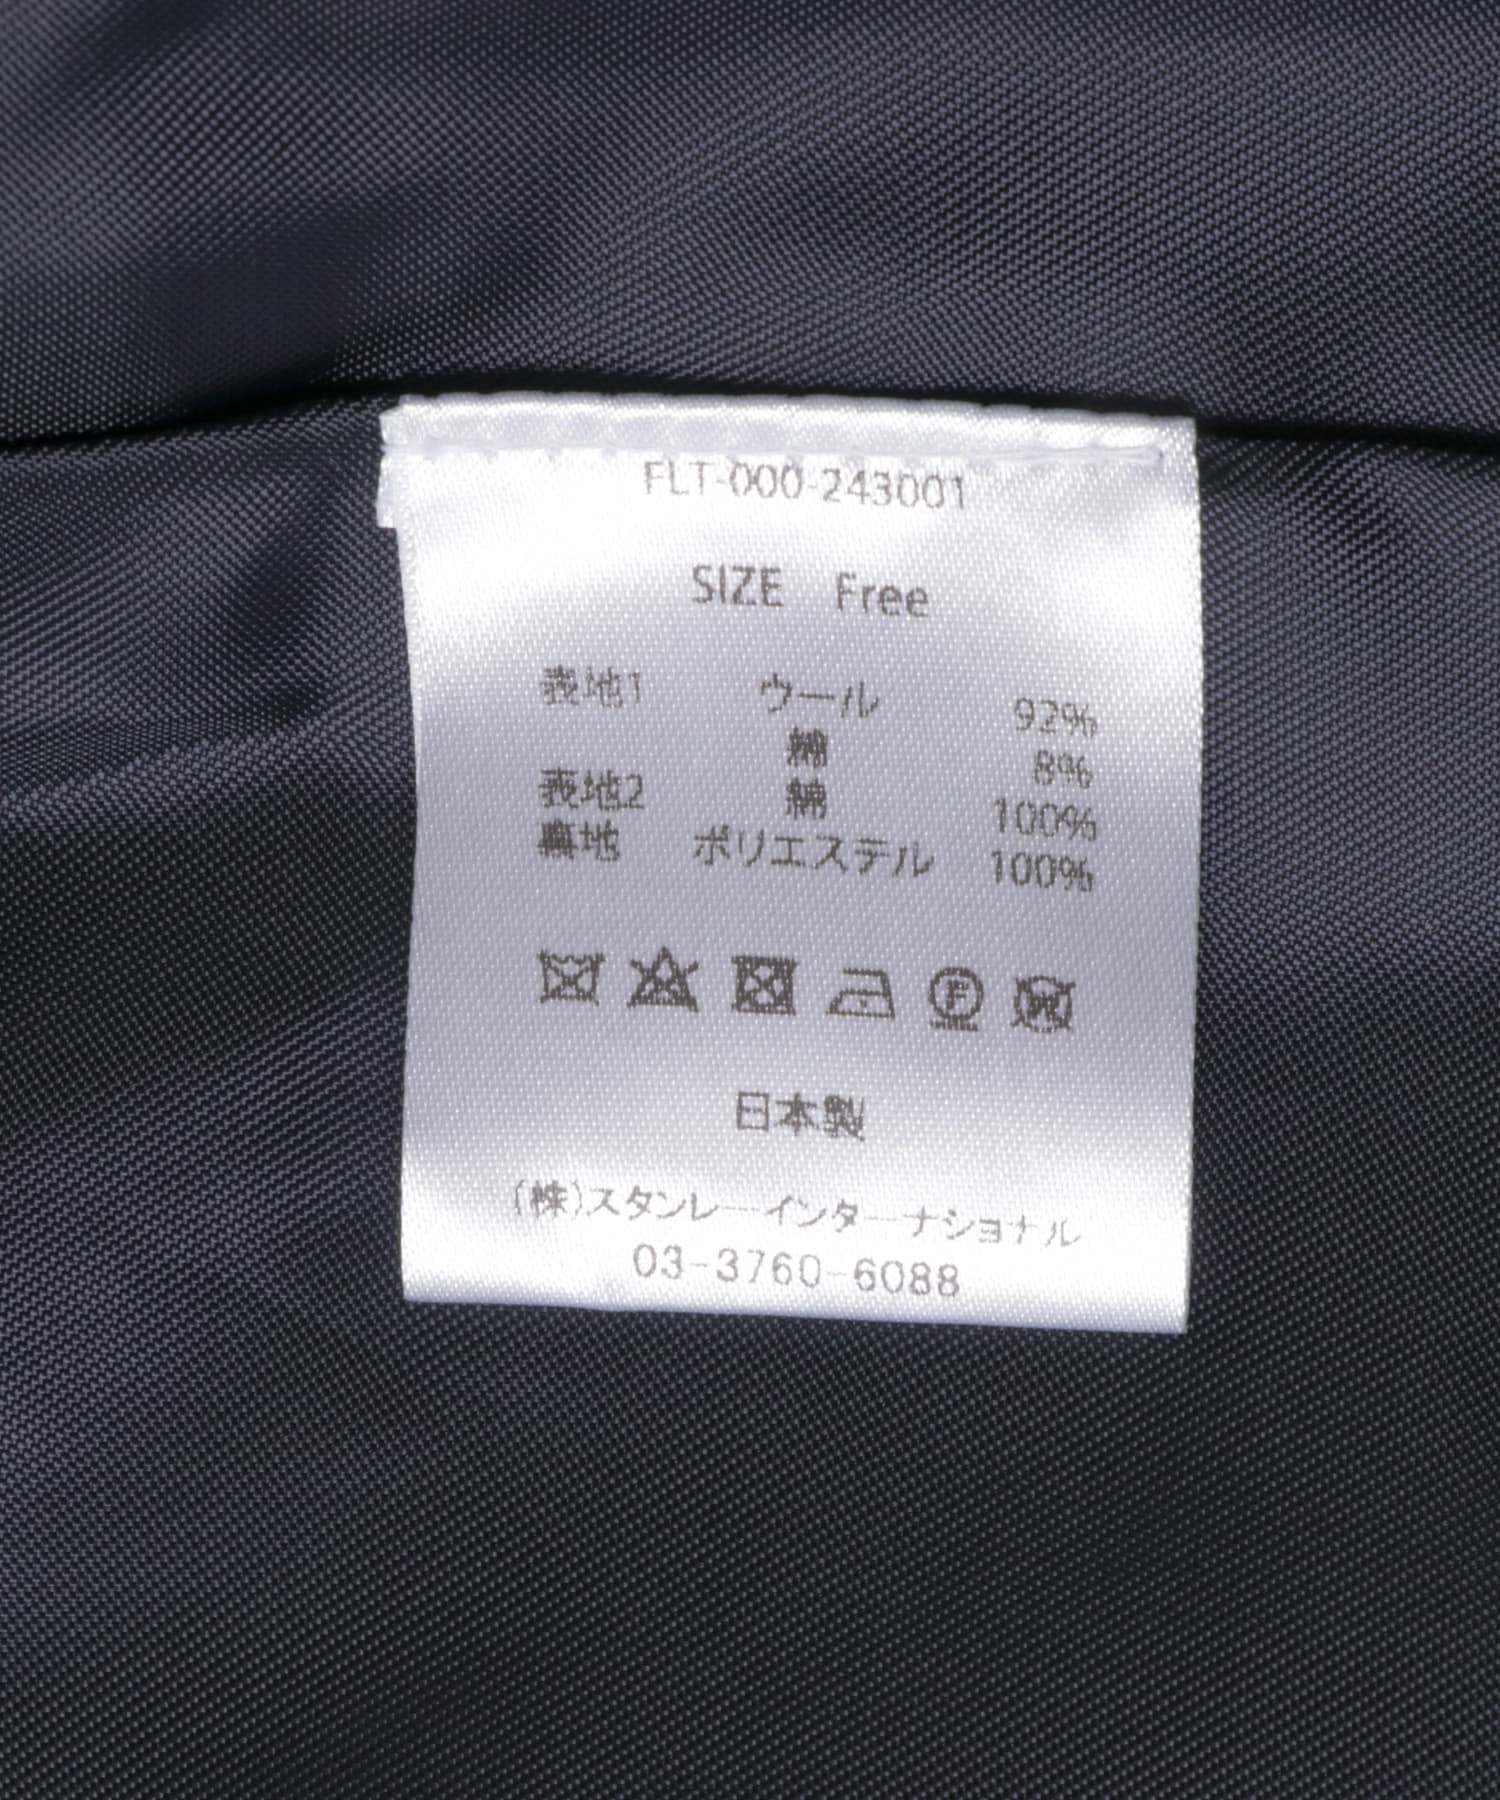 FLT-000-243001
SIZE Free
表地1 ウール 92%
綿 8%
表地2 綿 100%
裏地 ポリエステル 100%
F
W
日本製
(株)スタンレーインターナショナル
03-3760-6088